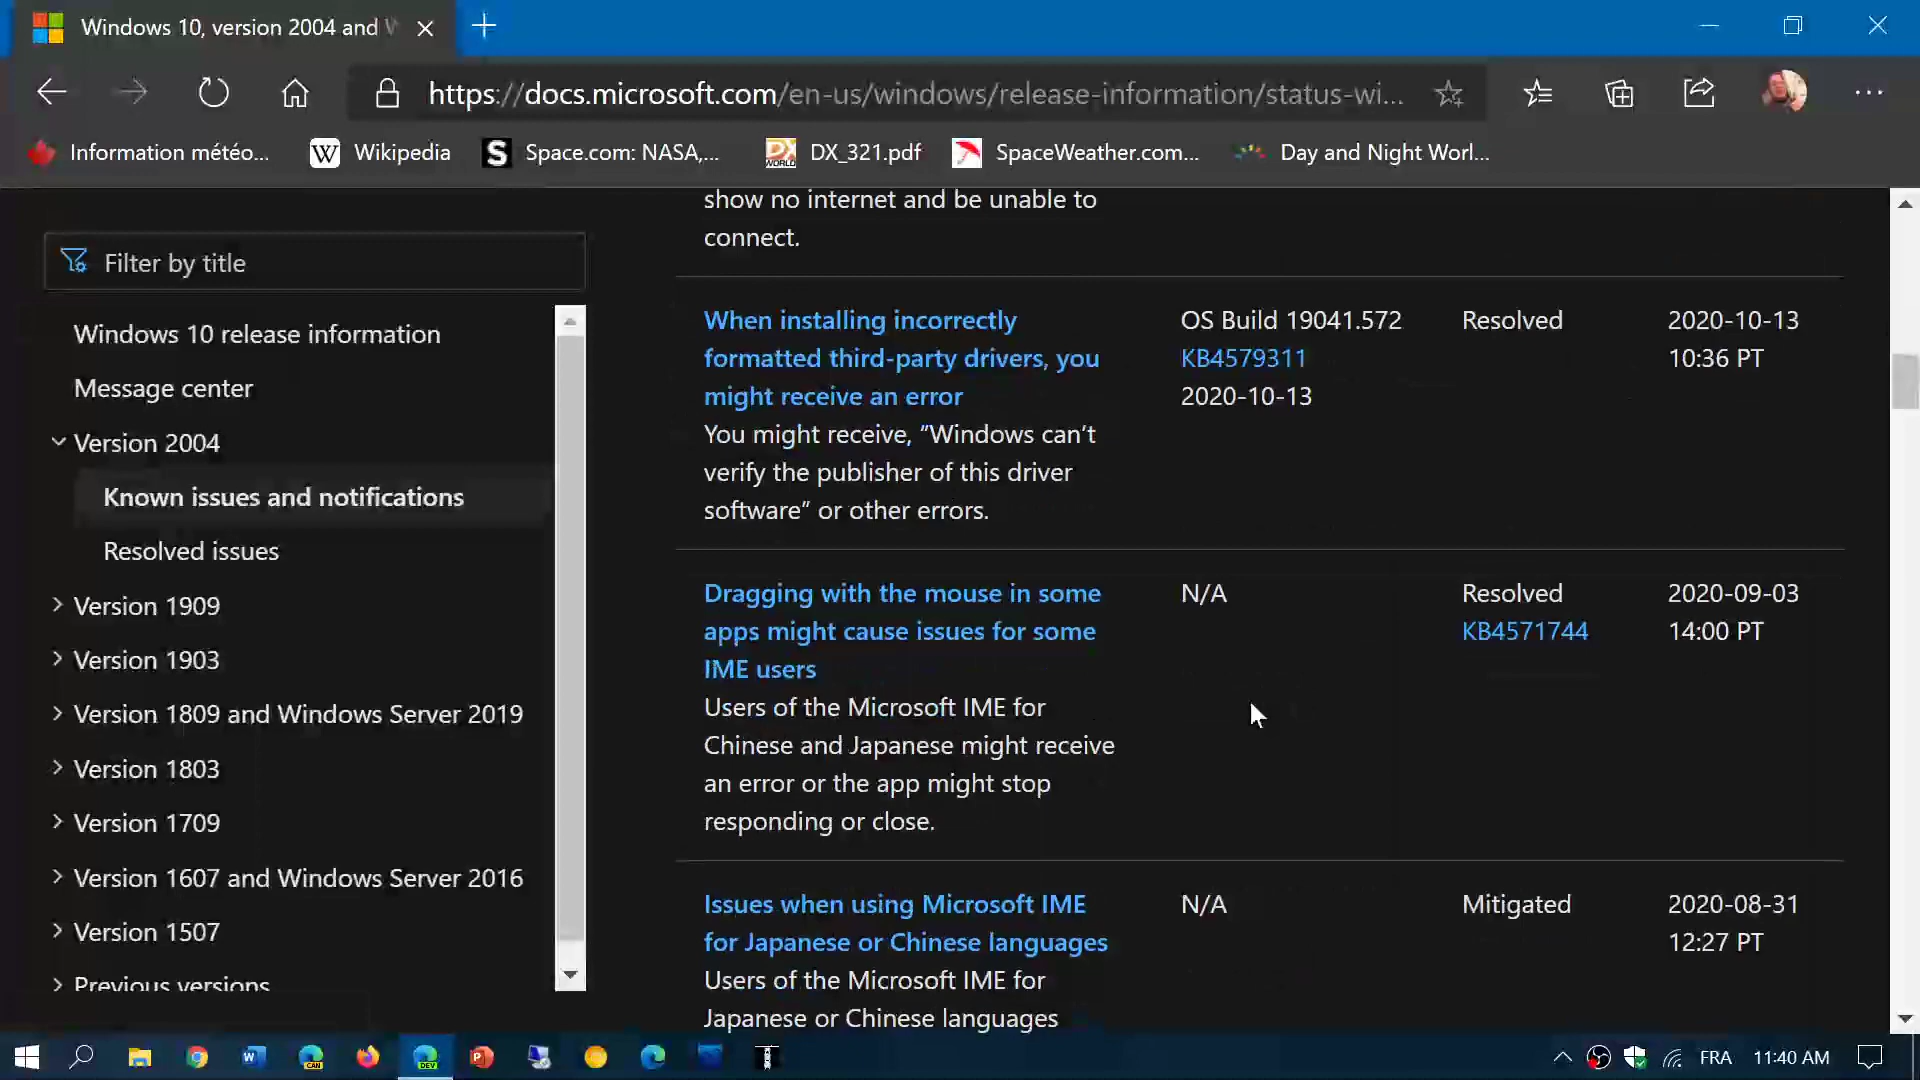 Windows 10, version 2004 and W
https://docs.microsoft.com/en-us/windows/release-information/status-wi...
Information météo...
W Wikipedia
S Space.com: NASA,...
DX WORLD DX_321.pdf
SpaceWeather.com...
Day and Night Worl...
Filter by title
Windows 10 release information
Message center
Version 2004
Known issues and notifications
Resolved issues
Version 1909
Version 1903
Version 1809 and Windows Server 2019
Version 1803
Version 1709
Version 1607 and Windows Server 2016
Version 1507
Previous versions
show no internet and be unable to
connect.
When installing incorrectly
formatted third-party drivers, you
might receive an error
You might receive, “Windows can’t
verify the publisher of this driver
software” or other errors.
OS Build 19041.572
KB4579311
2020-10-13
Resolved
2020-10-13
10:36 PT
Dragging with the mouse in some
apps might cause issues for some
IME users
Users of the Microsoft IME for
Chinese and Japanese might receive
an error or the app might stop
responding or close.
N/A
Resolved
KB4571744
2020-09-03
14:00 PT
Issues when using Microsoft IME
for Japanese or Chinese languages
Users of the Microsoft IME for
Japanese or Chinese languages
N/A
Mitigated
2020-08-31
12:27 PT
W
CAN
DEV
P
FRA
11:40 AM